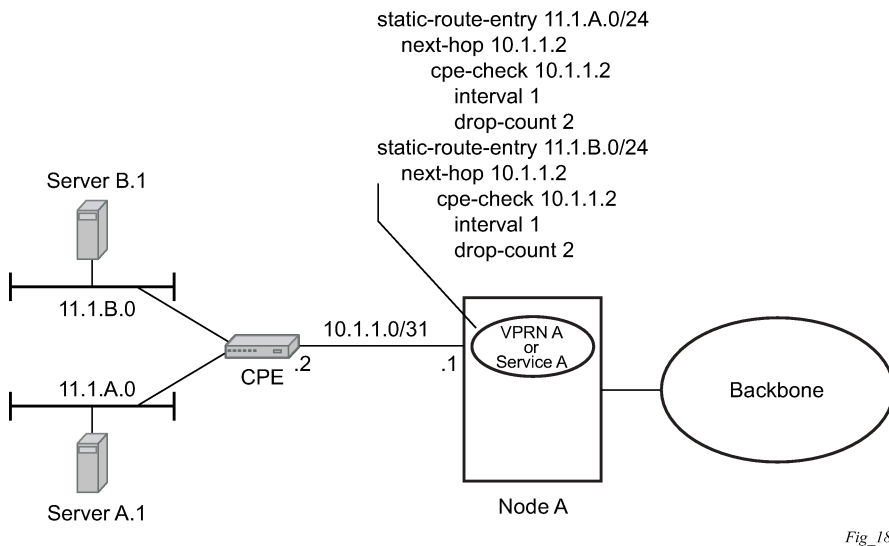 static-route-entry 11.1.A.0/24
next-hop 10.1.1.2
cpe-check 10.1.1.2
interval 1
drop-count 2
static-route-entry 11.1.B.0/24
next-hop 10.1.1.2
cpe-check 10.1.1.2
interval 1
drop-count 2
Server B.1
11.1.B.0
10.1.1.0/31
VPRN A
or
Service A
.2
.1
CPE
11.1.A.0
Backbone
Server A.1
Node A
Fig_18